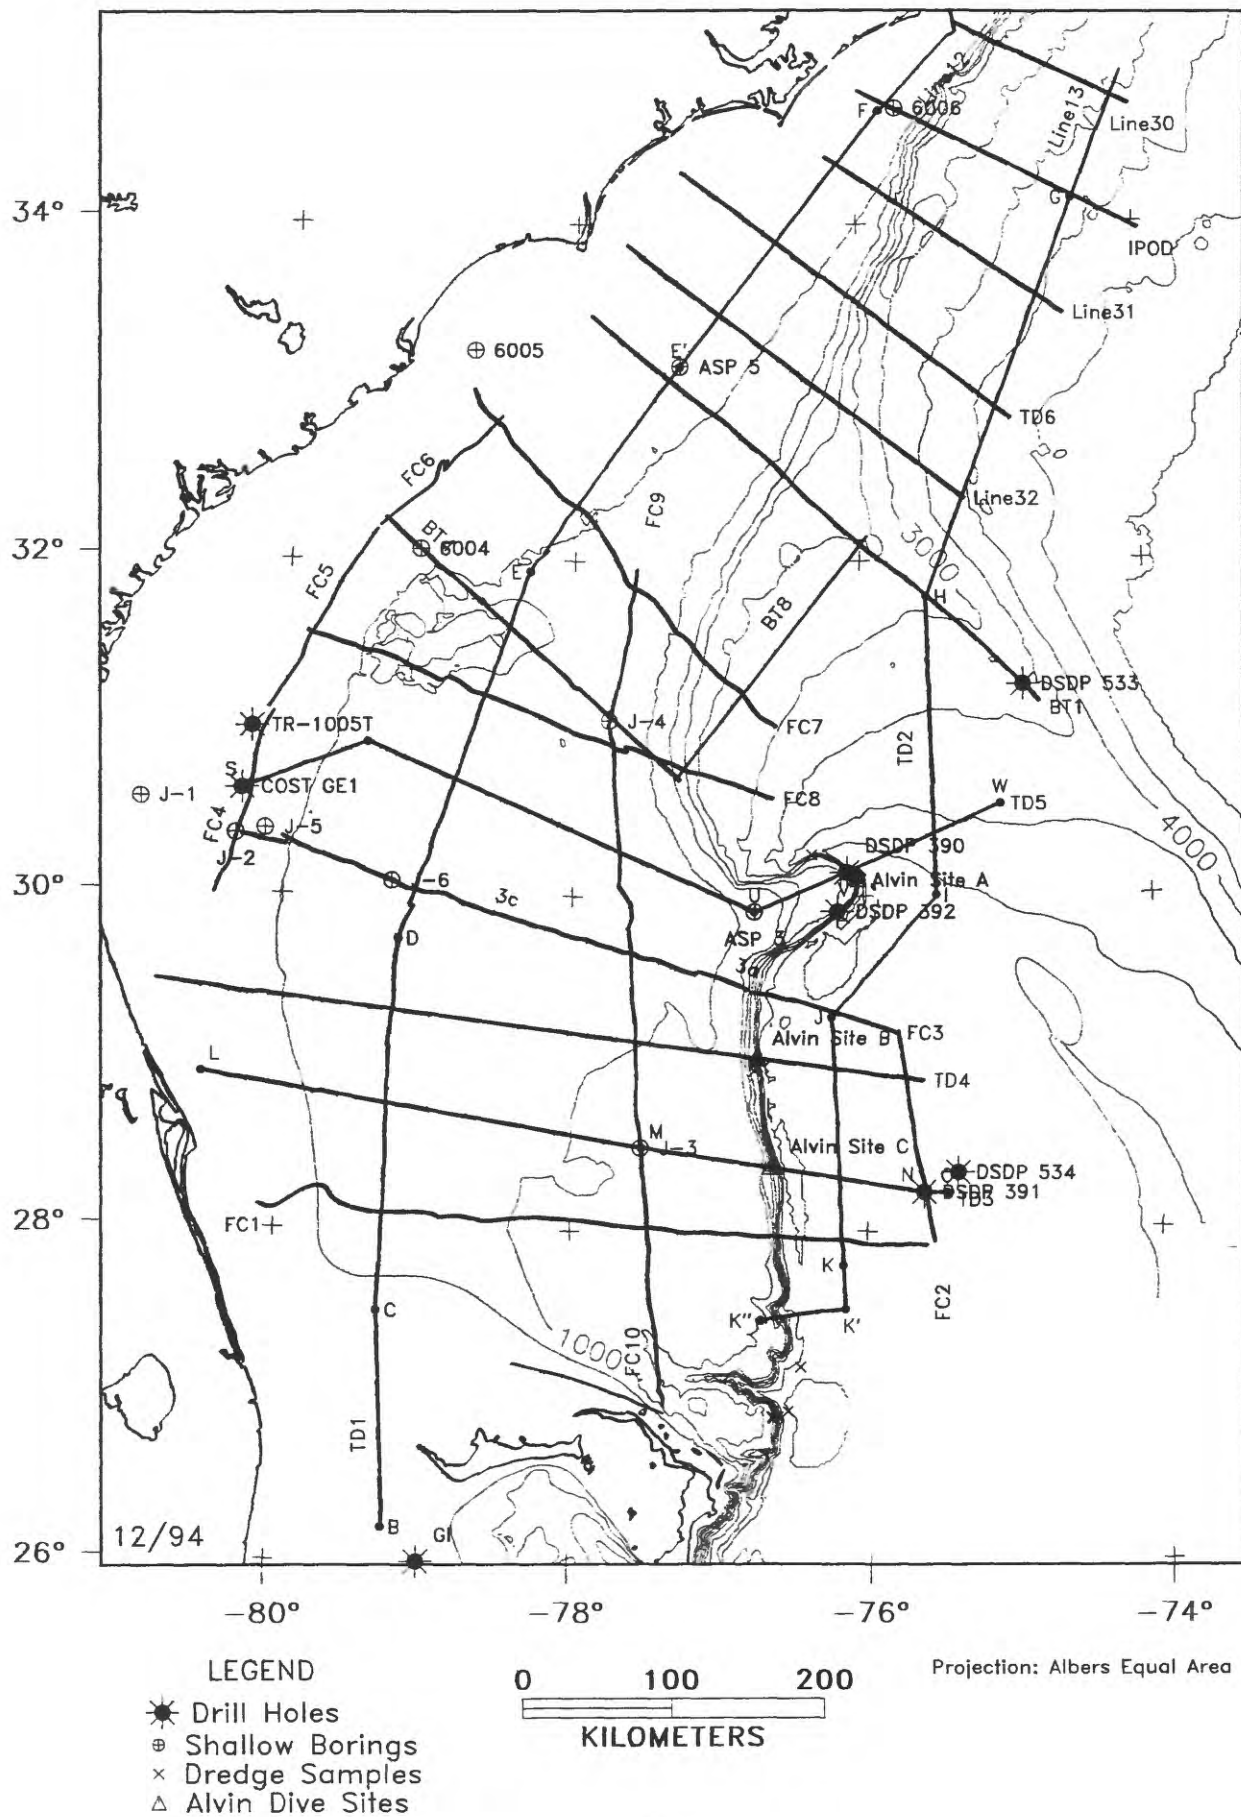 Line12
F
6006
Line13
Line30
34°
G
IPOD
Line31
6005
E'
ASP 5
TD6
FC6
FC9
Line32
32°
BT
6004
3000
E
FC5
BT8
H
DSDP 533
TR-1005T
J-4
BT1
FC7
TD2
S
COST GE1
J-1
FC8
W
TD5
FC4
J-5
4000
J-2
DSDP 390
30°
-6
3c
U
Alvin Site A
I
DSDP 392
D
ASP 3
J
Alvin Site B
FC3
L
TD4
M
-3
Alvin Site C
N
DSDP 534
DSDP 391
28°
FC1
K
C
K"
K'
FC2
1000
FC10
TD1
B
12/94
GI
26°
-80°
-78°
-76°
-74°
LEGEND
Drill Holes
Shallow Borings
Dredge Samples
Alvin Dive Sites
0 100 200
KILOMETERS
Projection: Albers Equal Area